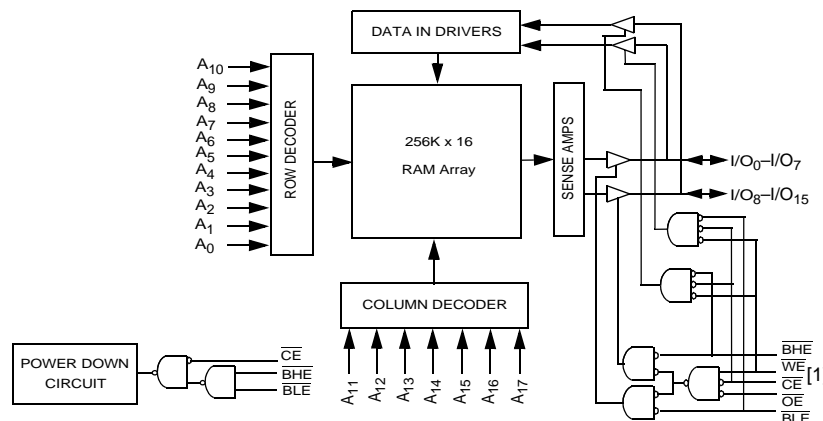 DATA IN DRIVERS
A10
A9
A8
A7
A6
A5
A4
A3
A2
A1
A0
ROW DECODER
256K x 16
RAM Array
SENSE AMPS
I/O0–I/O7
I/O8–I/O15
COLUMN DECODER
A11
A12
A13
A14
A15
A16
A17
POWER DOWN
CIRCUIT
CE
BHE
BLE
BHE
WE
CE
[1
OE
BLE